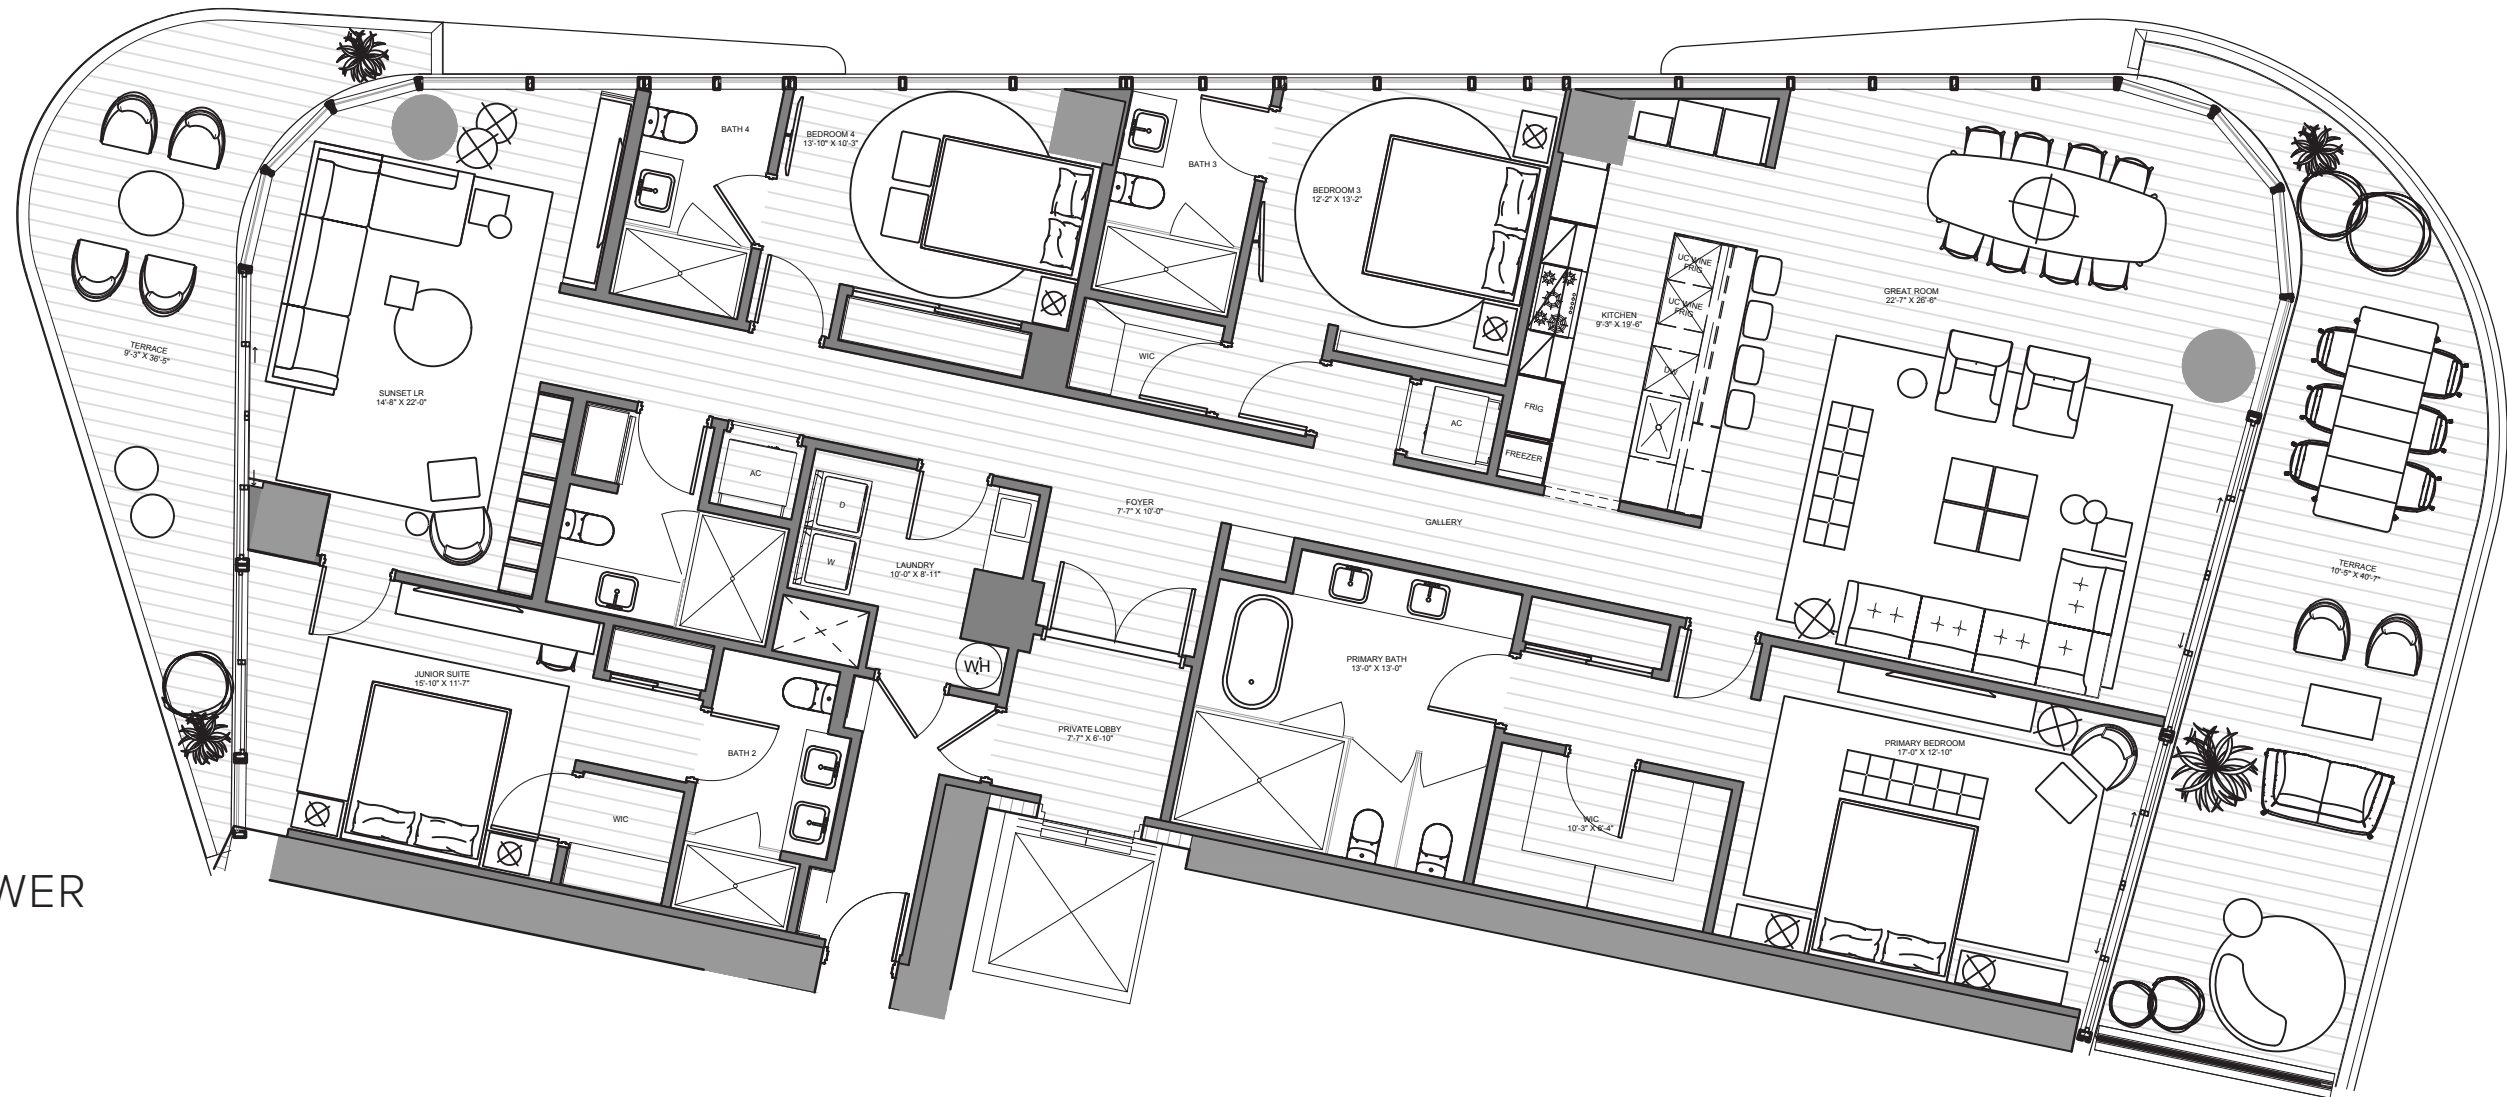 BATH 4
BEDROOM 4
13'-10" X 10'-3"
BATH 3
BEDROOM 3
12'-2" X 13'-2"
UC WINE
FRIG
UC WINE
FRIG
DW
KITCHEN
9'-3" X 19'-6"
GREAT ROOM
22'-7" X 26'-6"
TERRACE
9'-3" X 36'-5"
SUNSET LR
14'-8" X 22'-0"
WIC
FRIG
AC
FREEZER
AC
D
W
LAUNDRY
10'-0" X 8'-11"
FOYER
7'-7" X 10'-0"
GALLERY
TERRACE
10'-5" X 40'-7"
WH
JUNIOR SUITE
15'-10" X 11'-7"
PRIMARY BATH
13'-0" X 13'-0"
BATH 2
PRIVATE LOBBY
7'-7" X 6'-10"
PRIMARY BEDROOM
17'-0" X 12'-10"
WIC
WIC
10'-3" X 6'-4"
WER